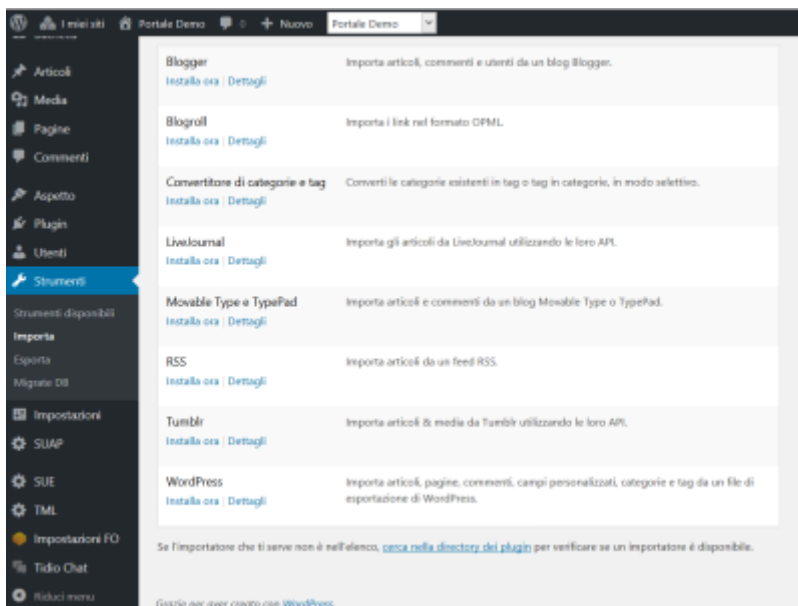 I miei siti Portale Demo 0 Nuovo Portale Demo
Articoli
Media
Pagine
Commenti
Aspetto
Plugin
Utenti
Strumenti
Strumenti disponibili
Importa
Esporta
Migrate DB
Impostazioni
SUAP
SUE
TML
Impostazioni FO
Tidio Chat
Riduci menu
Blogger
Installa ora | Dettagli
Importa articoli, commenti e utenti da un blog Blogger.
Blogroll
Installa ora | Dettagli
Importa i link nel formato OPML.
Convertitore di categorie e tag
Installa ora | Dettagli
Converti le categorie esistenti in tag o tag in categorie, in modo selettivo.
LiveJournal
Installa ora | Dettagli
Importa gli articoli da LiveJournal utilizzando le loro API.
Movable Type e TypePad
Installa ora | Dettagli
Importa articoli e commenti da un blog Movable Type o TypePad.
RSS
Installa ora | Dettagli
Importa articoli da un feed RSS.
Tumblr
Installa ora | Dettagli
Importa articoli & media da Tumblr utilizzando le loro API.
WordPress
Installa ora | Dettagli
Importa articoli, pagine, commenti, campi personalizzati, categorie e tag da un file di
esportazione di WordPress.
Se l'importatore che ti serve non è nell'elenco, cerca nella directory dei plugin per verificare se un importatore è disponibile.
Grazie per aver creato con WordPress.